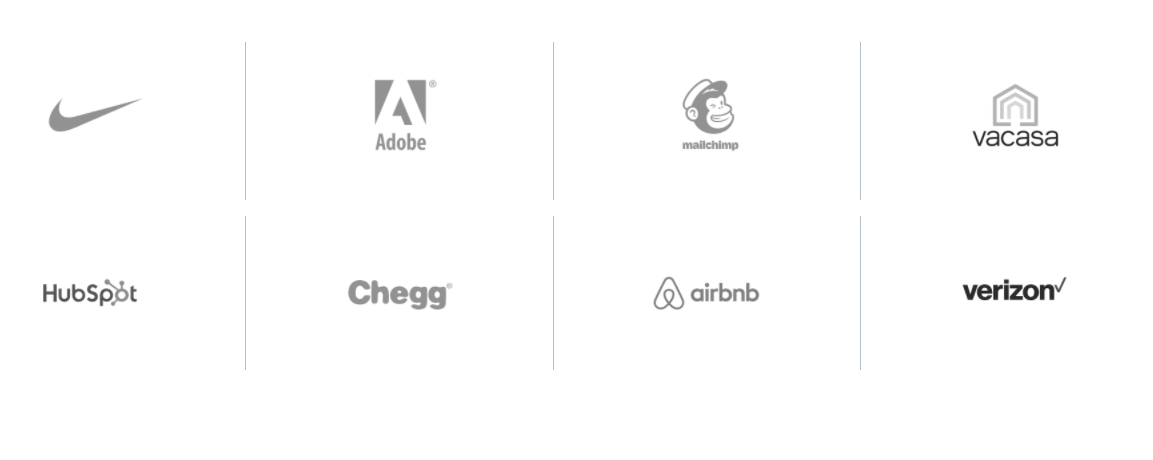 Adobe®
mailchimp
vacasa
HubSpot
Chegg®
airbnb
verizon